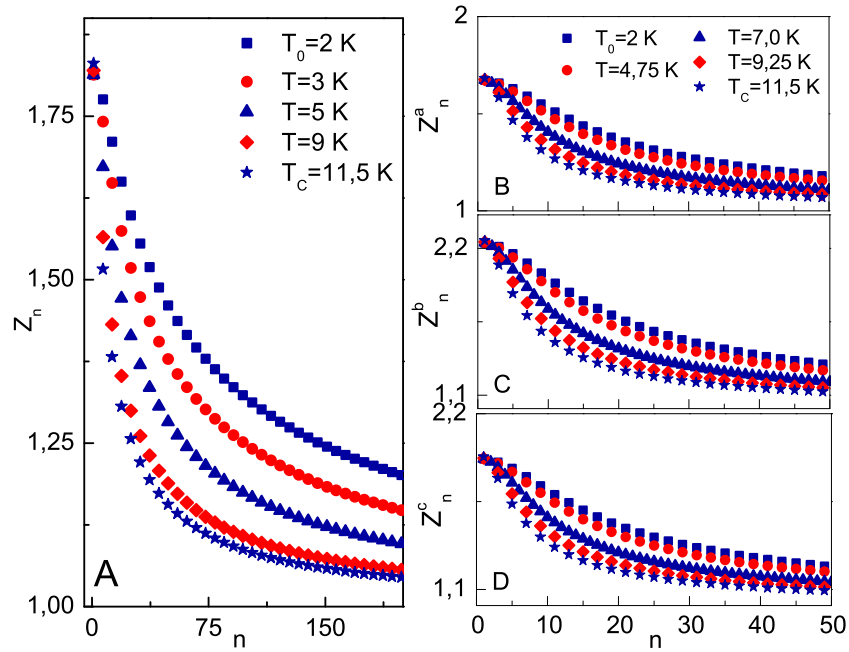 T0=2 K
T=3 K
T=5 K
T=9 K
TC=11,5 K
1,75
1,50
1,25
1,00
Zn
A
0
75
150
n
T0=2 K
T=4,75 K
T=7,0 K
T=9,25 K
TC=11,5 K
2
1
Zan
B
2,2
1,1
Zbn
C
2,2
1,1
Zcn
D
0
10
20
30
40
50
n